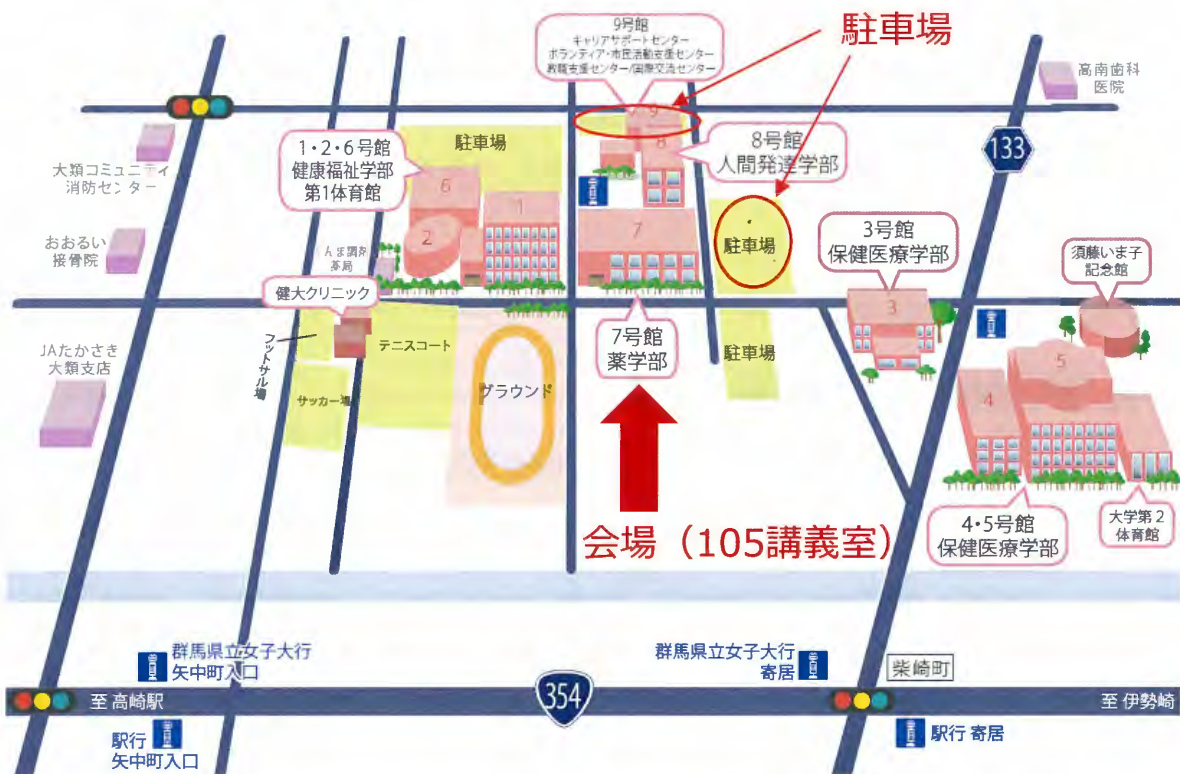 9号館
キャリアサポートセンター
ボランティア・市民活動支援センター
教職支援センター/国際交流センター
駐車場
高南歯科
医院
大類コミュニティ
消防センター
1・2・6号館
健康福祉学部
第1体育館
駐車場
9
8
8号館
人間発達学部
133
6
1
2
7
駐車場
3号館
保健医療学部
須藤いま子
記念館
おおるい
接骨院
んま調剤
薬局
健大クリニック
3
7号館
薬学部
駐車場
JAたかさき
大類支店
フットサル場
テニスコート
サッカー場
グラウンド
5
4
会場（105講義室）
4・5号館
保健医療学部
大学第2
体育館
群馬県立女子大行
矢中町入口
群馬県立女子大行
寄居
柴崎町
至 高崎駅
354
至 伊勢崎
駅行
矢中町入口
駅行 寄居